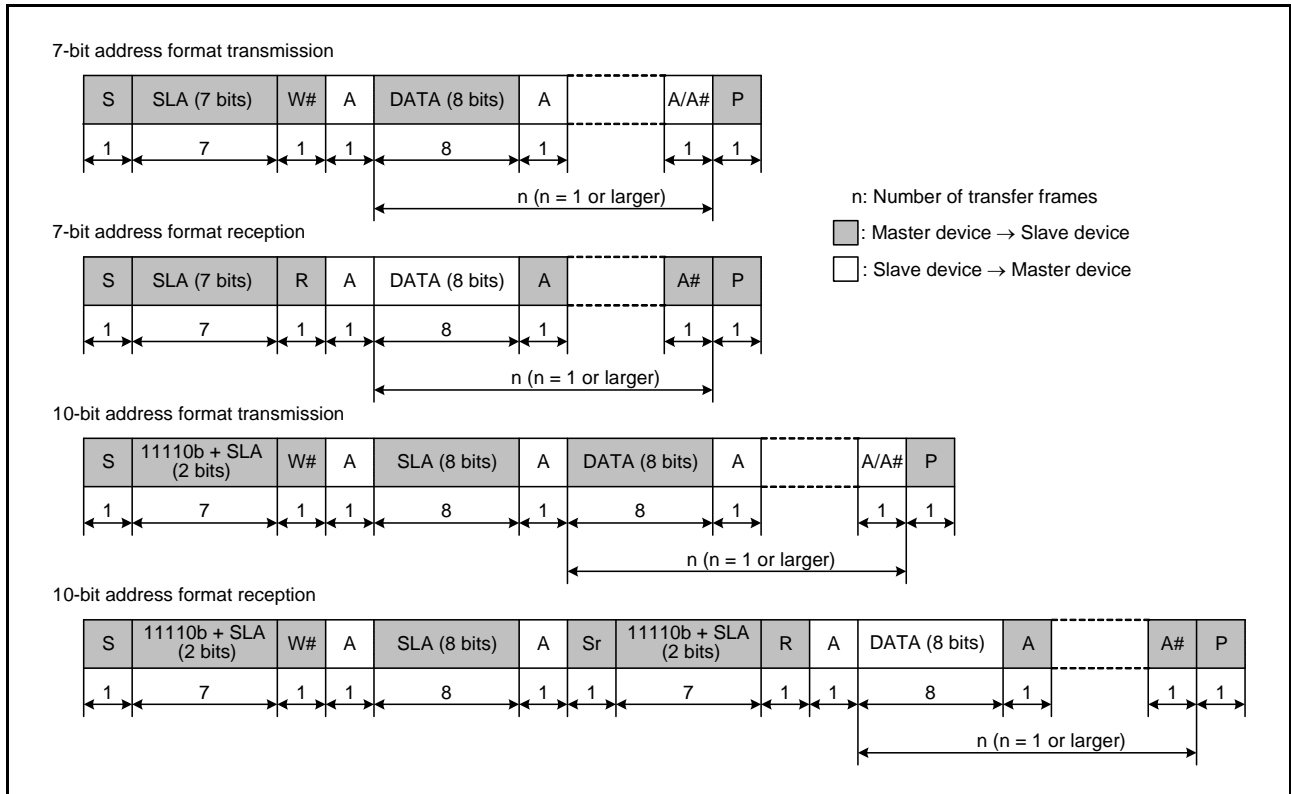 7-bit address format transmission
S SLA (7 bits) W# A DATA (8 bits) A A/A# P
1 7 1 1 8 1 1 1
n (n = 1 or larger)
7-bit address format reception
S SLA (7 bits) R A DATA (8 bits) A A# P
1 7 1 1 8 1 1 1
n (n = 1 or larger)
n: Number of transfer frames
: Master device → Slave device
: Slave device → Master device
10-bit address format transmission
S 11110b + SLA (2 bits) W# A SLA (8 bits) A DATA (8 bits) A A/A# P
1 7 1 1 8 1 8 1 1 1
n (n = 1 or larger)
10-bit address format reception
S 11110b + SLA (2 bits) W# A SLA (8 bits) A Sr 11110b + SLA (2 bits) R A DATA (8 bits) A A# P
1 7 1 1 8 1 1 7 1 1 8 1 1 1
n (n = 1 or larger)